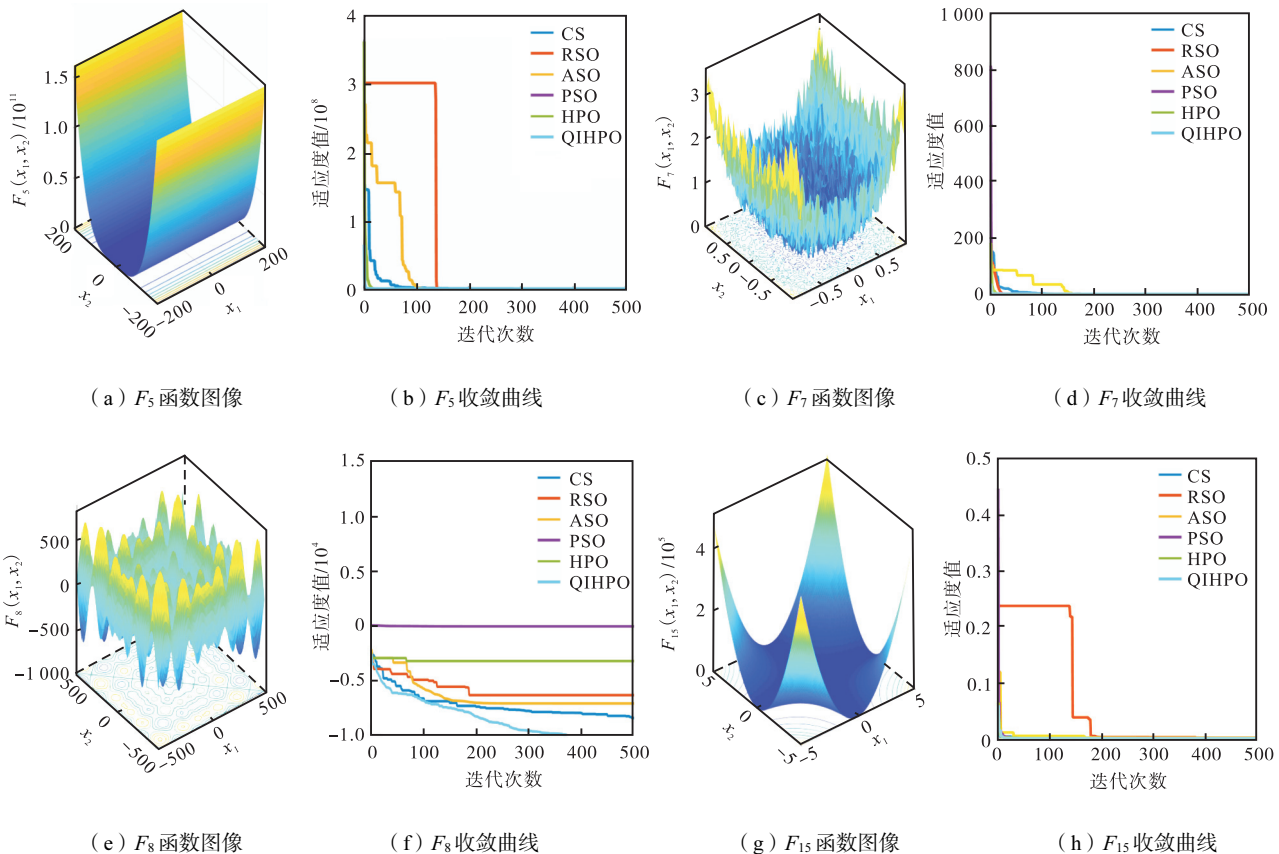 F₅(x₁,x₂)/10¹¹
1.5
1.0
0.5
0
200
0
-200
x₂
-200
0
200
x₁
适应度值/10⁸
4
3
2
1
0
0
100
200
300
400
500
迭代次数
CS
RSO
ASO
PSO
HPO
QIHPO
F₇(x₁,x₂)
3
2
1
0
0.5
0
-0.5
x₂
-0.5
0
0.5
x₁
适应度值
1 000
800
600
400
200
0
0
100
200
300
400
500
迭代次数
CS
RSO
ASO
PSO
HPO
QIHPO
(a) F₅函数图像
(b) F₅收敛曲线
(c) F₇函数图像
(d) F₇收敛曲线
F₈(x₁,x₂)
500
0
-500
-1 000
500
0
-500
x₂
-500
0
500
x₁
适应度值/10⁴
1.5
1.0
0.5
0
-0.5
-1.0
0
100
200
300
400
500
迭代次数
CS
RSO
ASO
PSO
HPO
QIHPO
F₁₅(x₁,x₂)/10⁵
4
2
0
5
0
-5
x₂
-5
0
5
x₁
适应度值
0.5
0.4
0.3
0.2
0.1
0
0
100
200
300
400
500
迭代次数
CS
RSO
ASO
PSO
HPO
QIHPO
(e) F₈函数图像
(f) F₈收敛曲线
(g) F₁₅函数图像
(h) F₁₅收敛曲线